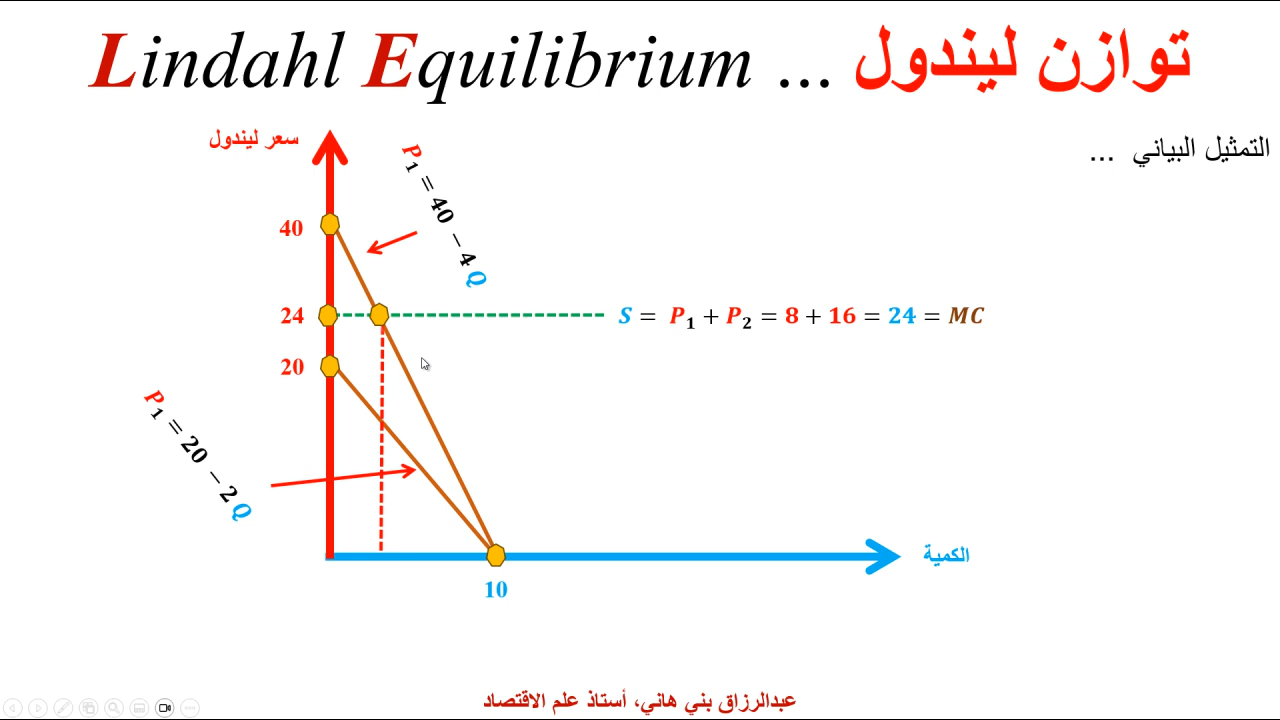 Lindahl Equilibrium ... توازن ليندول
التمثيل البياني ...
سعر ليندول
P₁ = 40 − 4Q
40
24
S = P₁ + P₂ = 8 + 16 = 24 = MC
20
P₁ = 20 − 2Q
الكمية
10
عبدالرزاق بني هاني، أستاذ علم الاقتصاد